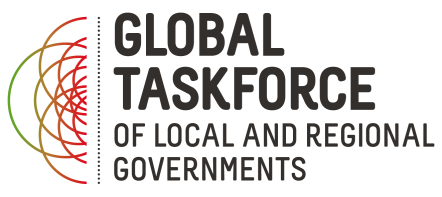 GLOBAL
TASKFORCE
OF LOCAL AND REGIONAL
GOVERNMENTS